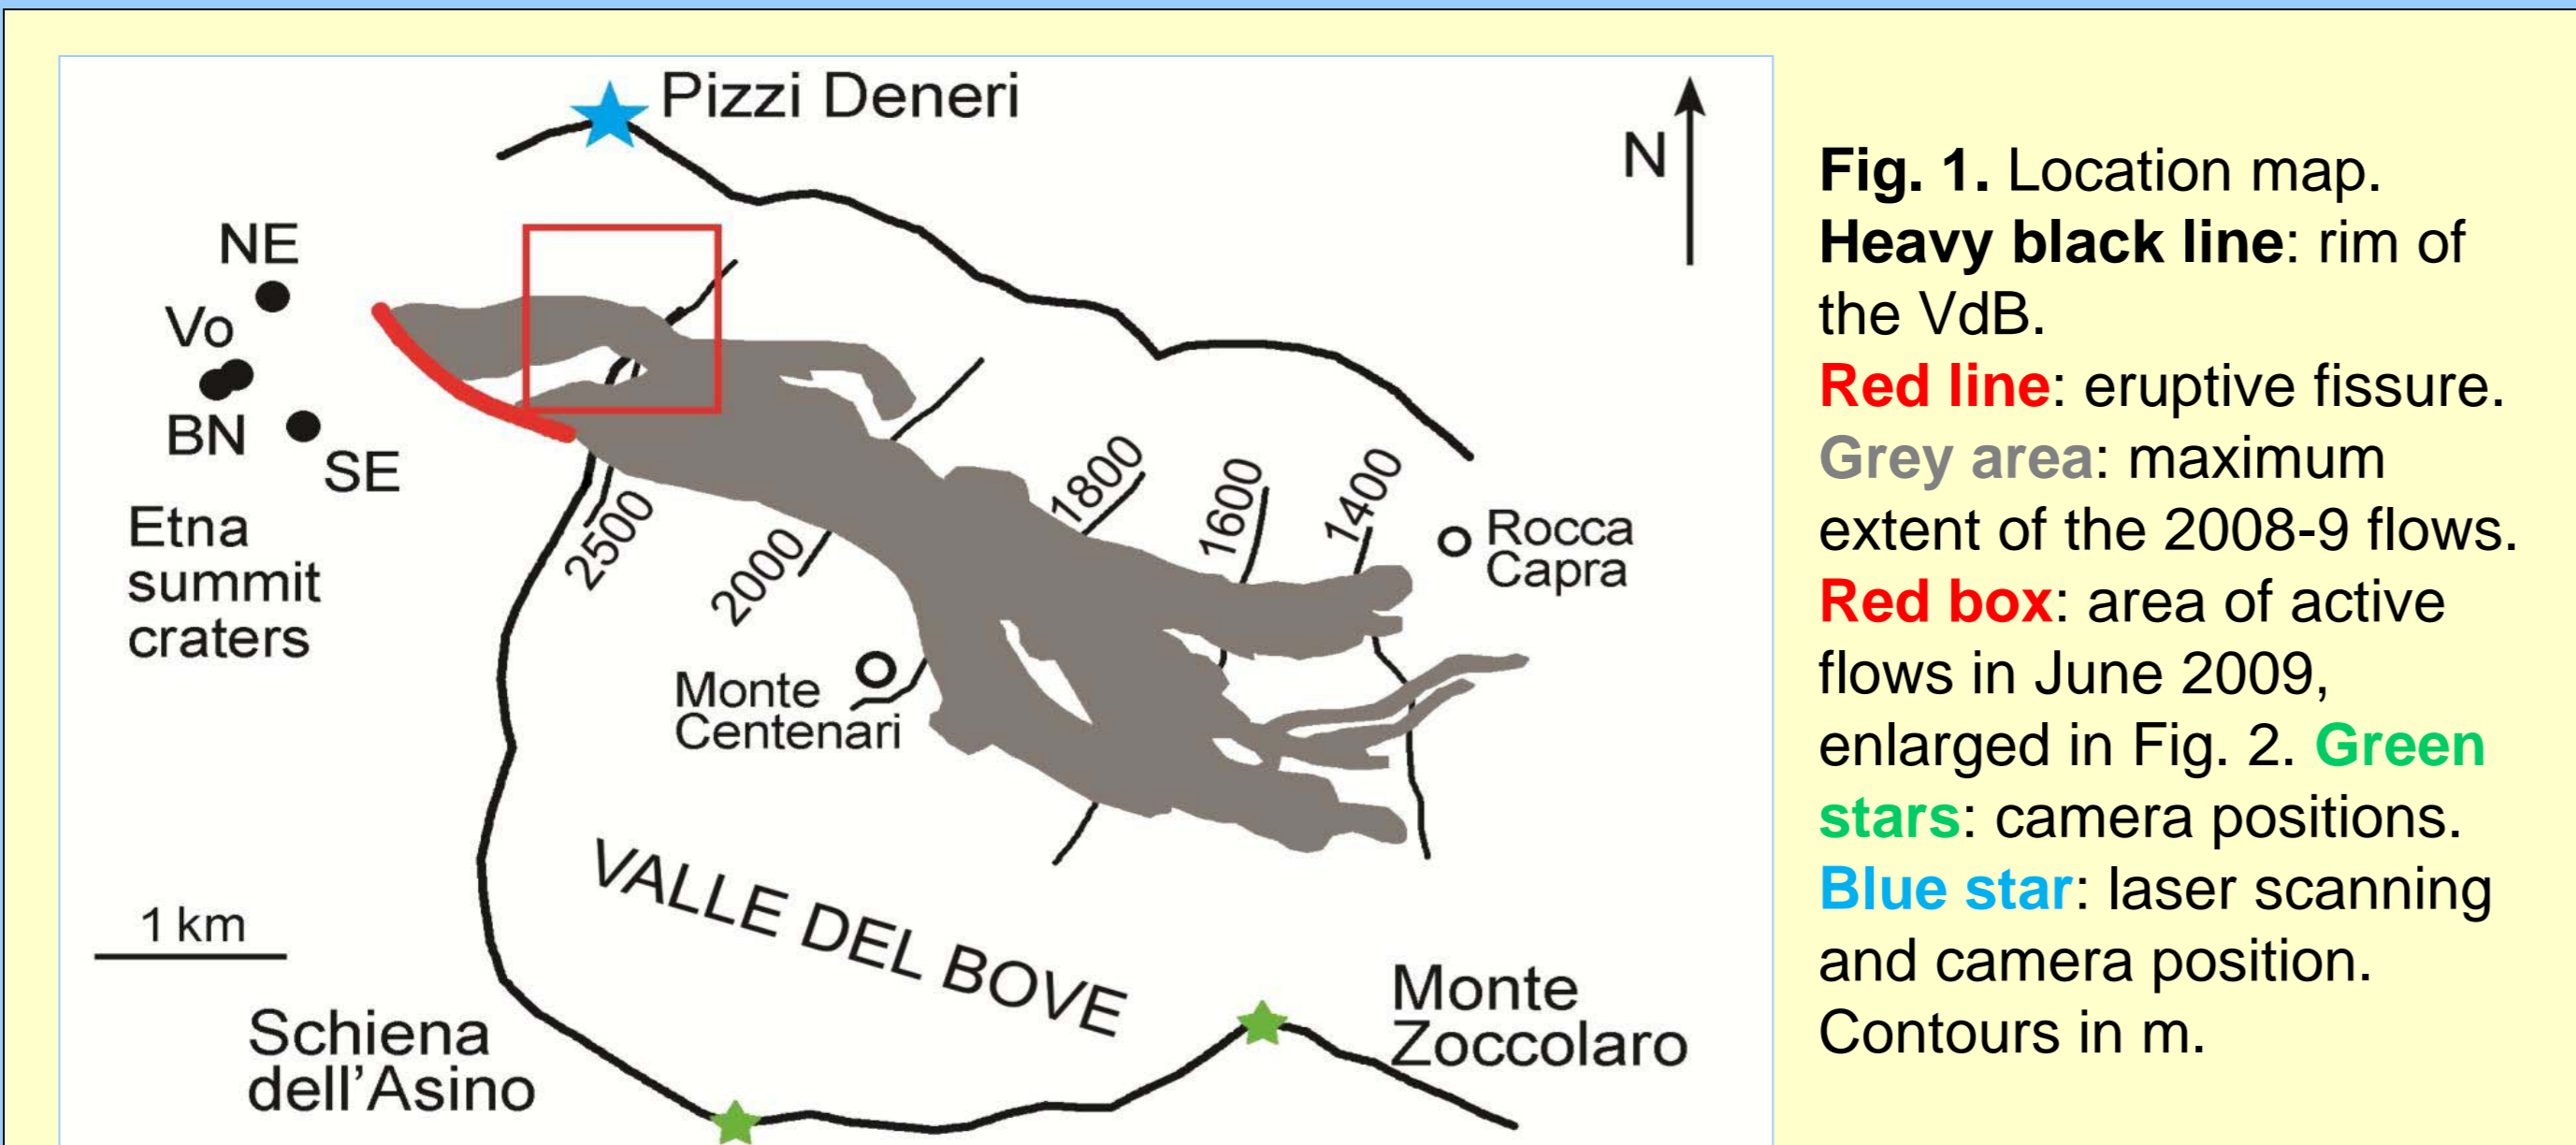 Pizzi Deneri
N
NE
Vo
BN
SE
Etna
summit
craters
2500
2000
1800
1600
1400
Rocca
Capra
Monte
Centenari
VALLE DEL BOVE
1 km
Schiena
dell'Asino
Monte
Zoccolaro
Fig. 1. Location map.
Heavy black line: rim of
the VdB.
Red line: eruptive fissure.
Grey area: maximum
extent of the 2008-9 flows.
Red box: area of active
flows in June 2009,
enlarged in Fig. 2. Green
stars: camera positions.
Blue star: laser scanning
and camera position.
Contours in m.